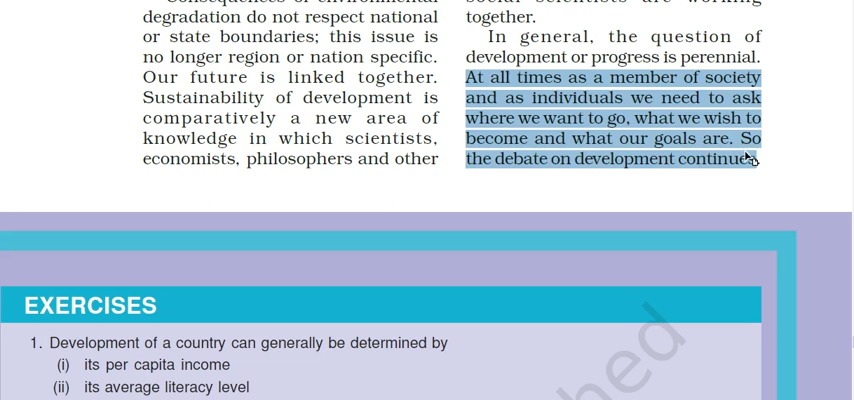 degradation do not respect national
or state boundaries; this issue is
no longer region or nation specific.
Our future is linked together.
Sustainability of development is
comparatively a new area of
knowledge in which scientists,
economists, philosophers and other
together.
In general, the question of
development or progress is perennial.
At all times as a member of society
and as individuals we need to ask
where we want to go, what we wish to
become and what our goals are. So
the debate on development continues.
EXERCISES
1. Development of a country can generally be determined by
(i) its per capita income
(ii) its average literacy level